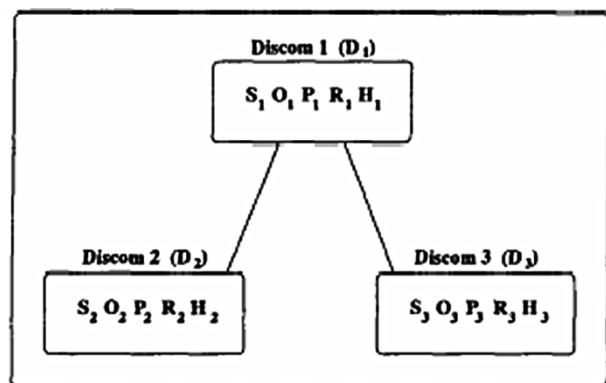 Discom 1 (D₁)
S₁ O₁ P₁ R₁ H₁
Discom 2 (D₂)
Discom 3 (D₃)
S₂ O₂ P₂ R₂ H₂
S₃ O₃ P₃ R₃ H₃